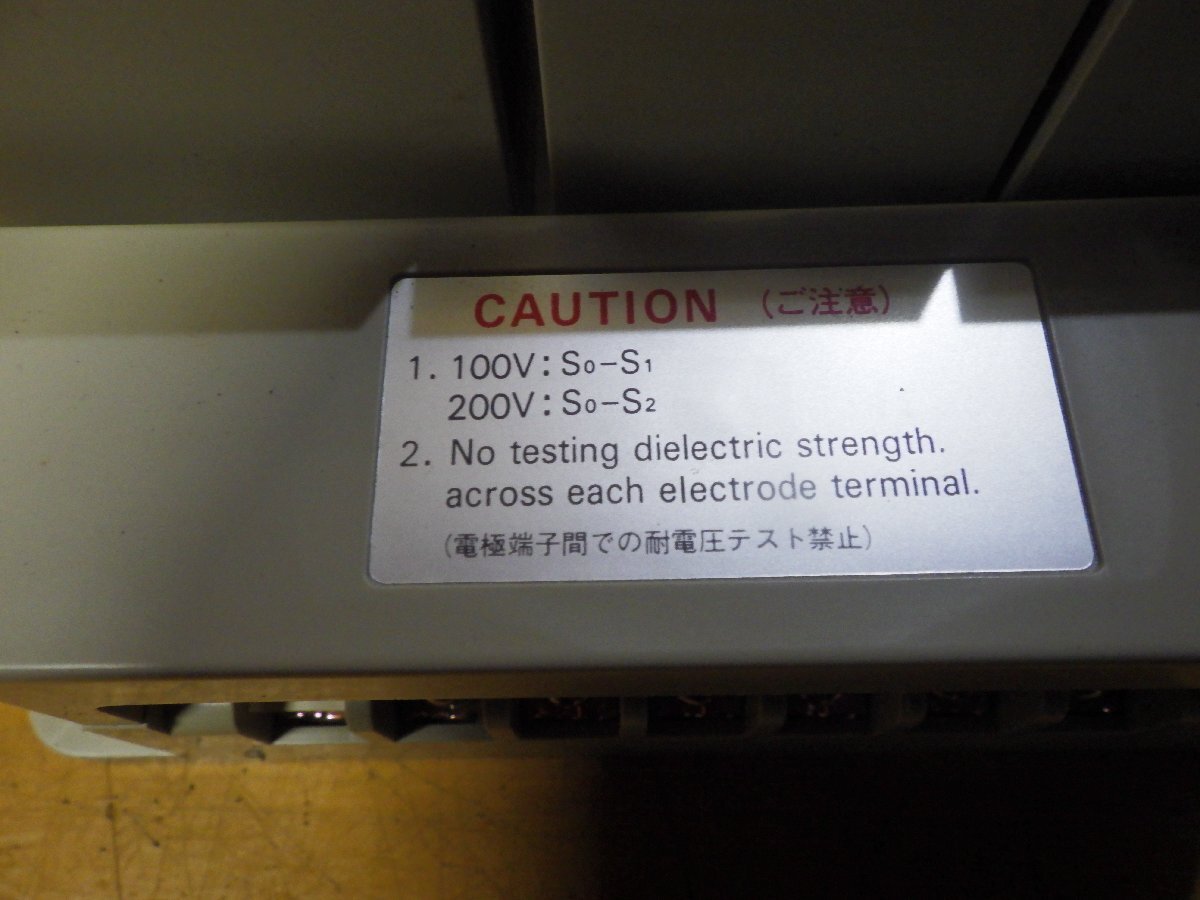 CAUTION (ご注意)
1. 100V: S0-S1
200V: S0-S2
2. No testing dielectric strength.
across each electrode terminal.
(電極端子間での耐電圧テスト禁止)